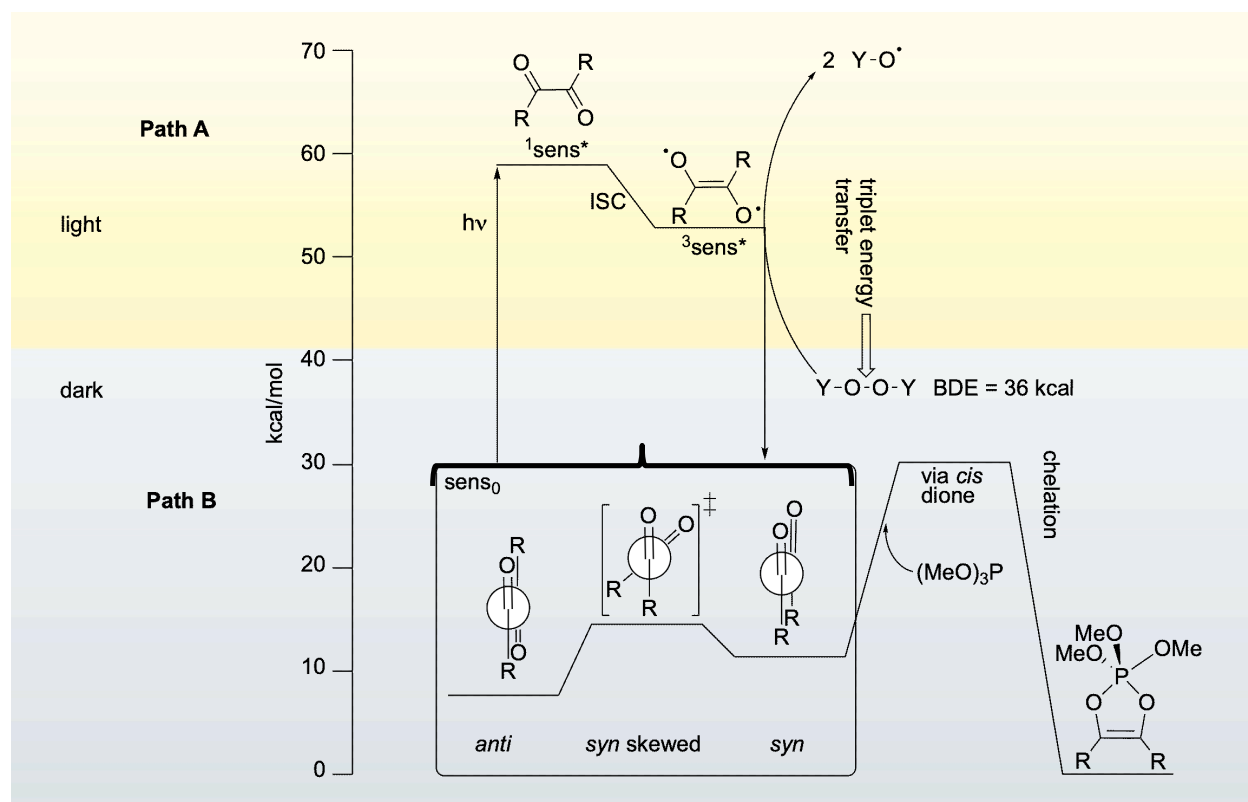 70
60
50
40
30
20
10
0
kcal/mol
Path A
light
dark
Path B
O
R
R
O
¹sens*
hν
ISC
•O
R
R
O•
³sens*
2 Y-O•
triplet energy
transfer
Y-O-O-Y BDE = 36 kcal
sens₀
R
O
O
R
anti
O
O
R
R
‡
syn skewed
O
O
R
R
syn
via cis
dione
(MeO)₃P
chelation
MeO
MeO
OMe
P
O
O
R
R